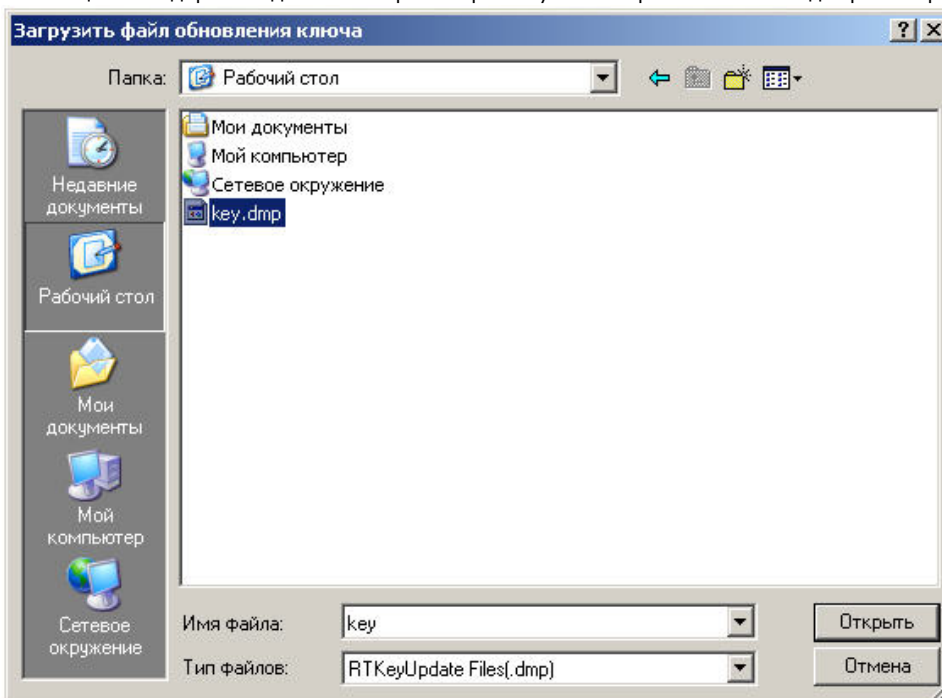 Загрузить файл обновления ключа
Папка: Рабочий стол
Мои документы
Мой компьютер
Сетевое окружение
key.dmp
Недавние
документы
Рабочий стол
Мои
документы
Мой
компьютер
Сетевое
окружение
Имя файла: key Открыть
Тип файлов: RTKeyUpdate Files(.dmp) Отмена